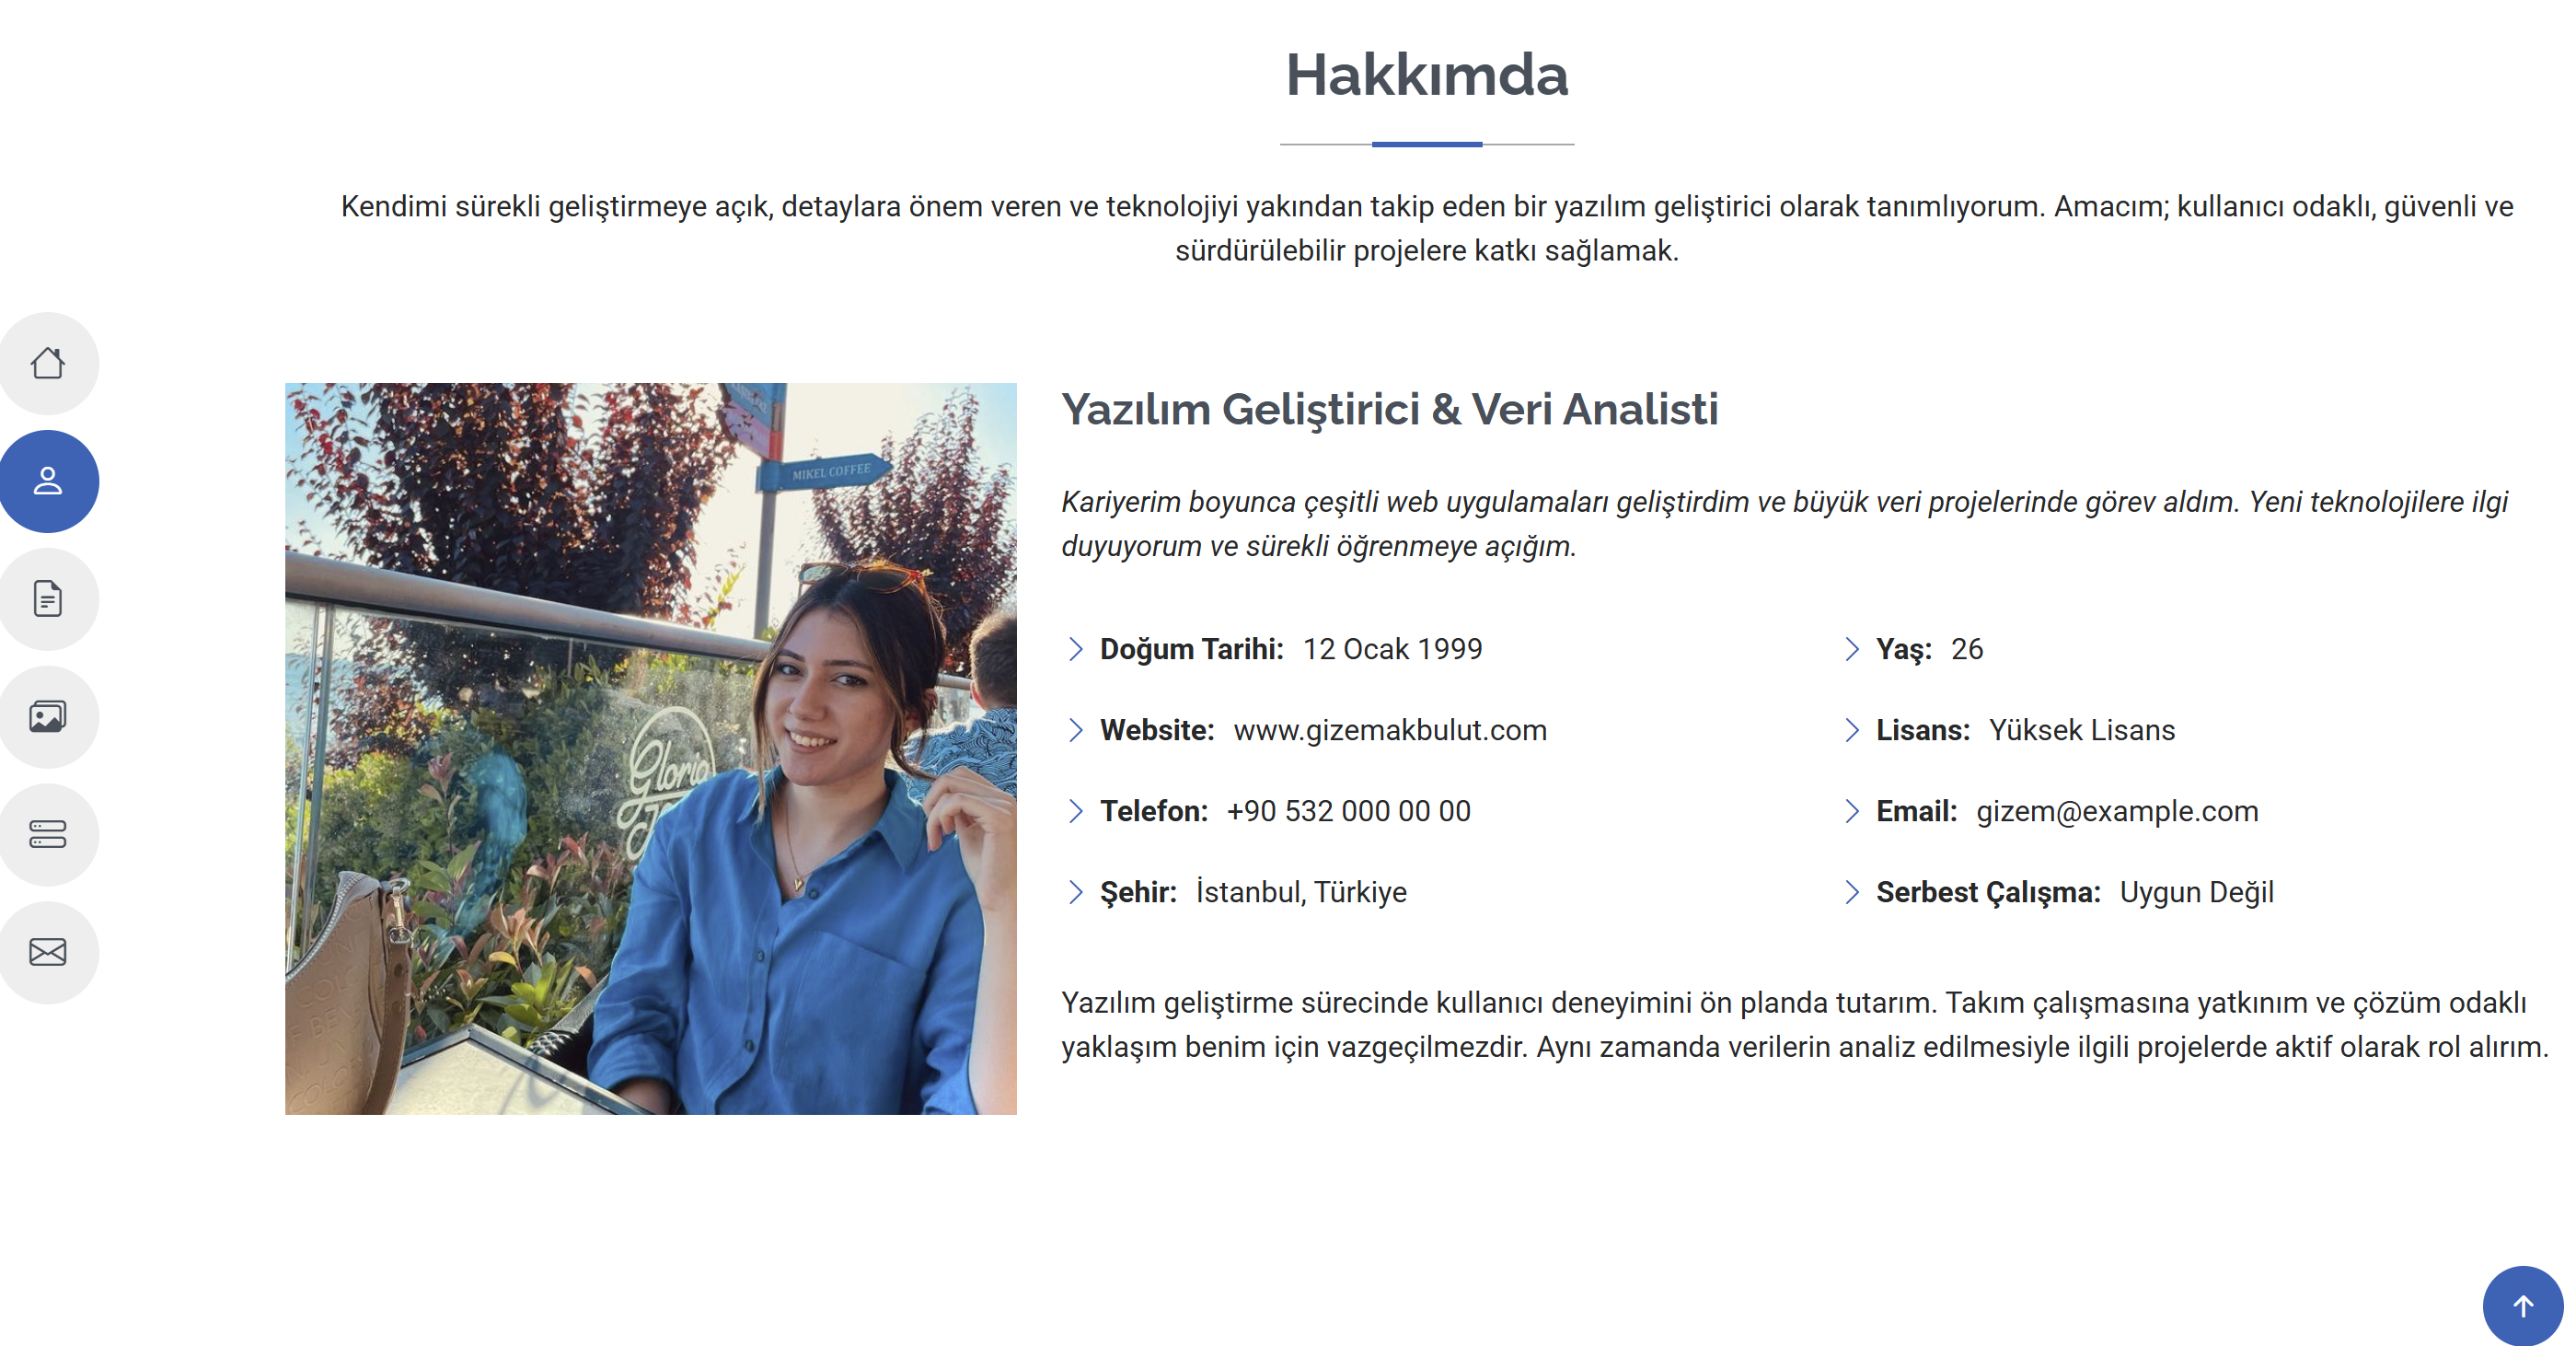 Hakkımda
Kendimi sürekli geliştirmeye açık, detaylara önem veren ve teknolojiyi yakından takip eden bir yazılım geliştirici olarak tanımlıyorum. Amacım; kullanıcı odaklı, güvenli ve
sürdürülebilir projelere katkı sağlamak.
MIKEL COFFEE
Gloria
Yazılım Geliştirici & Veri Analisti
Kariyerim boyunca çeşitli web uygulamaları geliştirdim ve büyük veri projelerinde görev aldım. Yeni teknolojilere ilgi
duyuyorum ve sürekli öğrenmeye açığım.
Doğum Tarihi: 12 Ocak 1999
Yaş: 26
Website: www.gizemakbulut.com
Lisans: Yüksek Lisans
Telefon: +90 532 000 00 00
Email: gizem@example.com
Şehir: İstanbul, Türkiye
Serbest Çalışma: Uygun Değil
Yazılım geliştirme sürecinde kullanıcı deneyimini ön planda tutarım. Takım çalışmasına yatkınım ve çözüm odaklı
yaklaşım benim için vazgeçilmezdir. Aynı zamanda verilerin analiz edilmesiyle ilgili projelerde aktif olarak rol alırım.